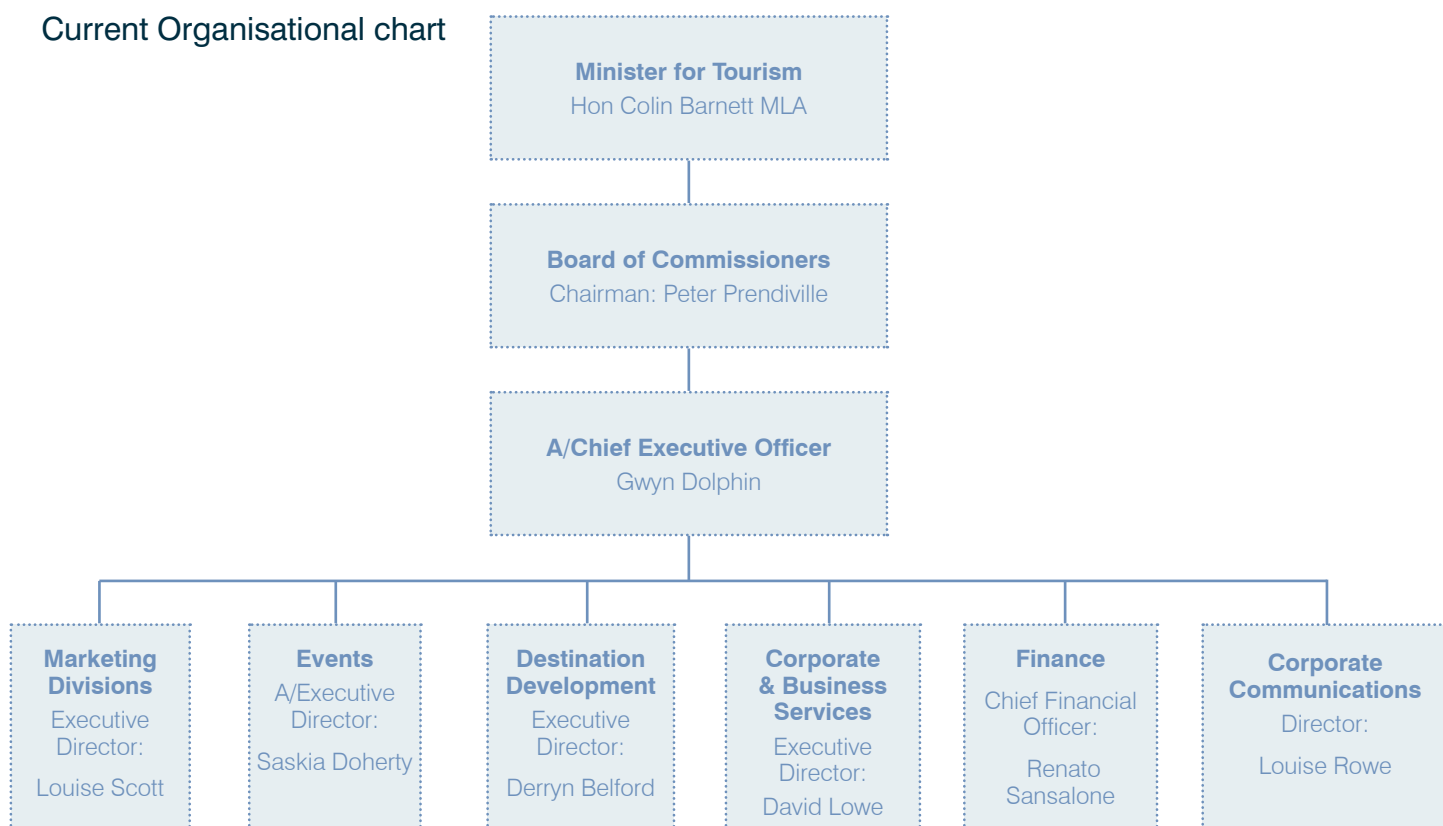 Current Organisational chart
Minister for Tourism
Hon Colin Barnett MLA
Board of Commissioners
Chairman: Peter Prendiville
A/Chief Executive Officer
Gwyn Dolphin
Marketing
Divisions
Executive
Director:
Louise Scott
Events
A/Executive
Director:
Saskia Doherty
Destination
Development
Executive
Director:
Derryn Belford
Corporate
& Business
Services
Executive
Director:
David Lowe
Finance
Chief Financial
Officer:
Renato
Sansalone
Corporate
Communications
Director:
Louise Rowe